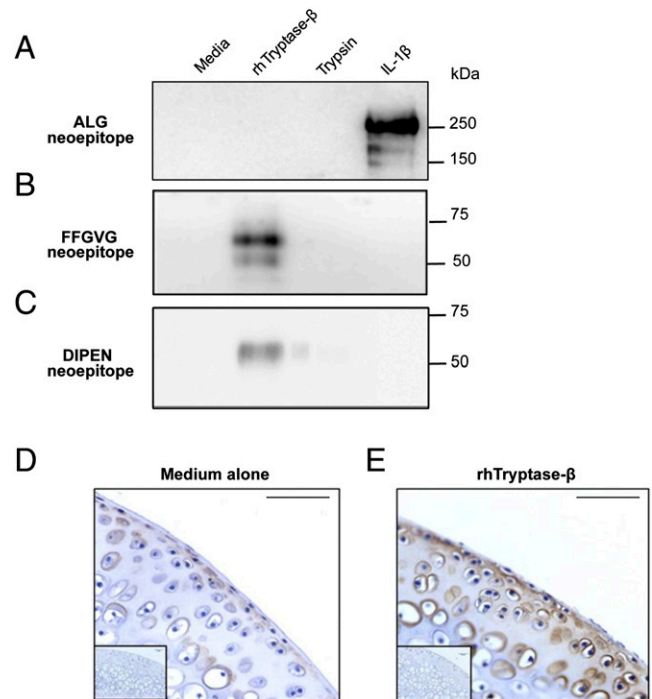 A
Media
rhTryptase-β
Trypsin
IL-1β
kDa
ALG
neoepitope
250
150
B
FFGVG
neoepitope
75
50
C
DIPEN
neoepitope
75
50
D
Medium alone
E
rhTryptase-β